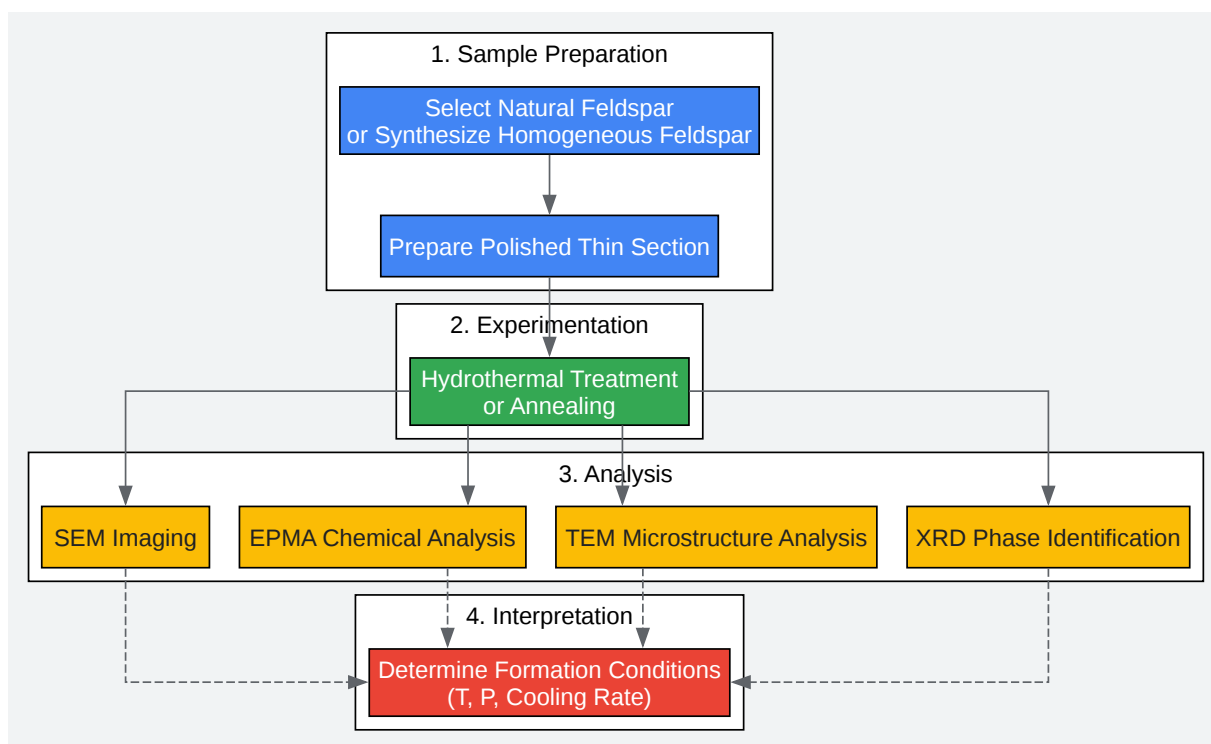 1. Sample Preparation
Select Natural Feldspar
or Synthesize Homogeneous Feldspar
Prepare Polished Thin Section
2. Experimentation
Hydrothermal Treatment
or Annealing
3. Analysis
SEM Imaging
EPMA Chemical Analysis
TEM Microstructure Analysis
XRD Phase Identification
4. Interpretation
Determine Formation Conditions
(T, P, Cooling Rate)